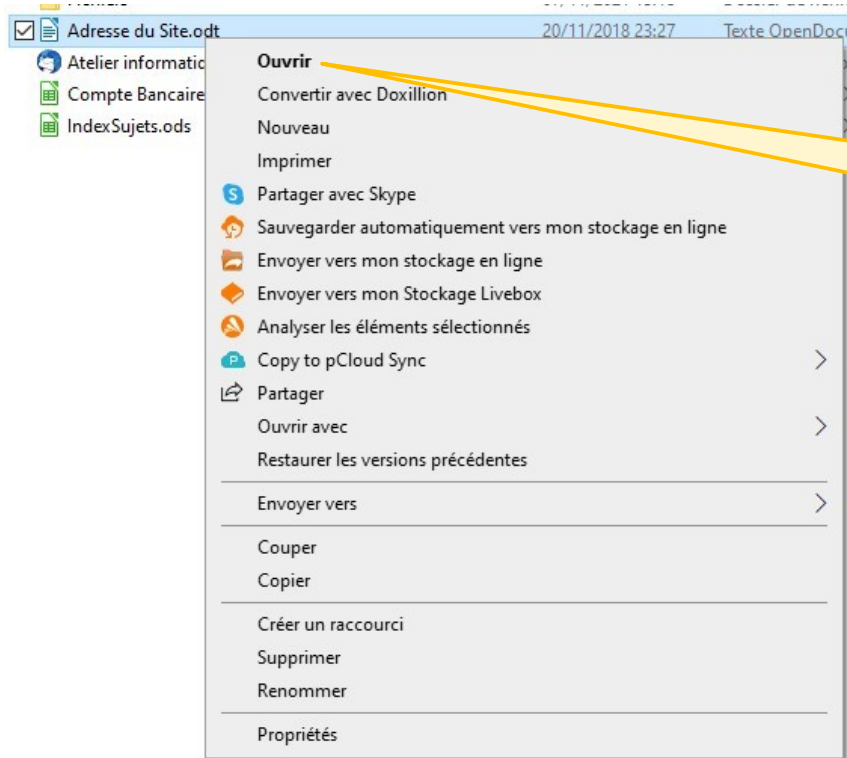 Adresse du Site.odt 20/11/2018 23:27 Texte OpenDocu
Atelier informatic
Compte Bancaire
IndexSujets.ods
Ouvrir
Convertir avec Doxillion
Nouveau
Imprimer
Partager avec Skype
Sauvegarder automatiquement vers mon stockage en ligne
Envoyer vers mon stockage en ligne
Envoyer vers mon Stockage Livebox
Analyser les éléments sélectionnés
Copy to pCloud Sync
Partager
Ouvrir avec
Restaurer les versions précédentes
Envoyer vers
Couper
Copier
Créer un raccourci
Supprimer
Renommer
Propriétés